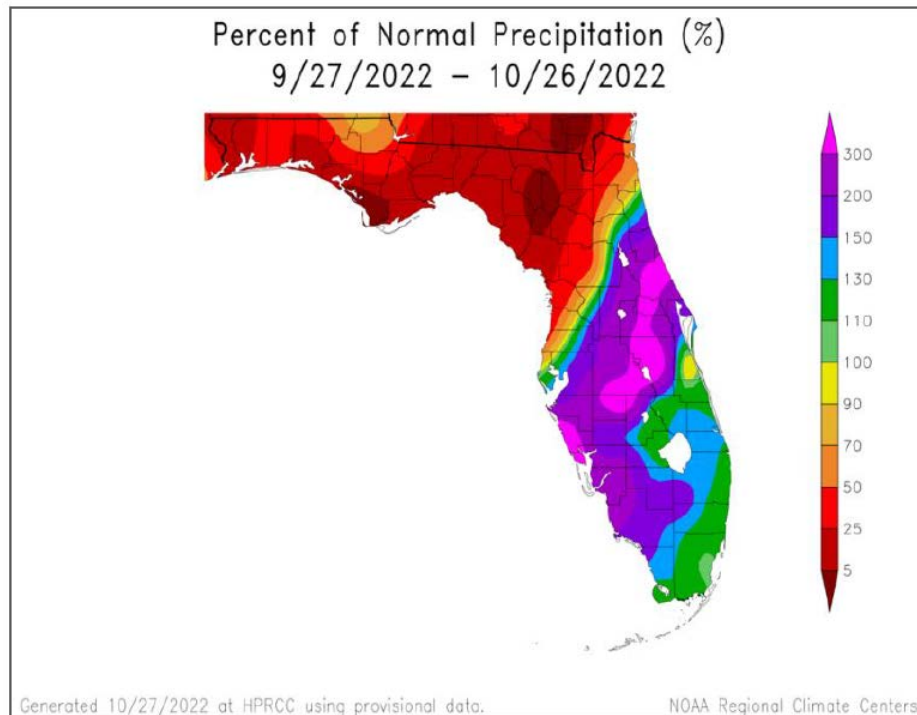 Percent of Normal Precipitation (%)
9/27/2022 – 10/26/2022
300
200
150
130
110
100
90
70
50
25
5
Generated 10/27/2022 at HPRCC using provisional data.
NOAA Regional Climate Centers